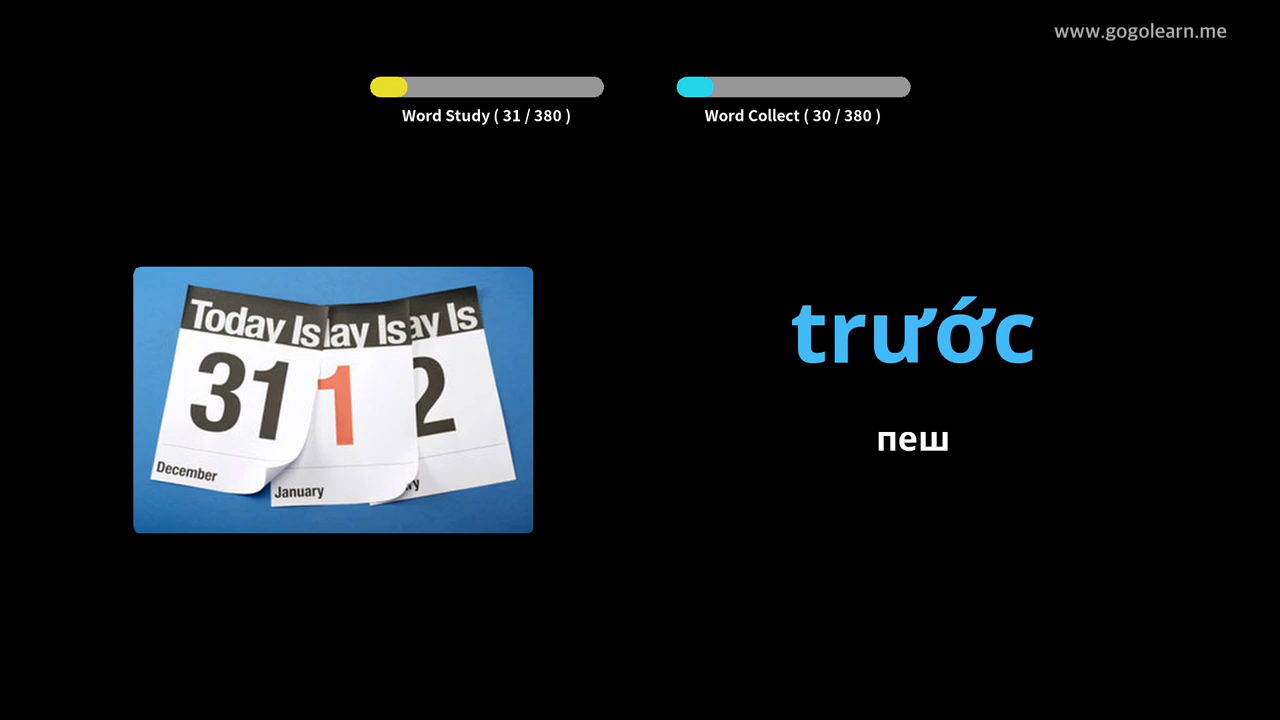 www.gogolearn.me
Word Study ( 31 / 380 )
Word Collect ( 30 / 380 )
Today Is
ay Is
ay Is
31
1
2
December
January
ry
trước
пеш